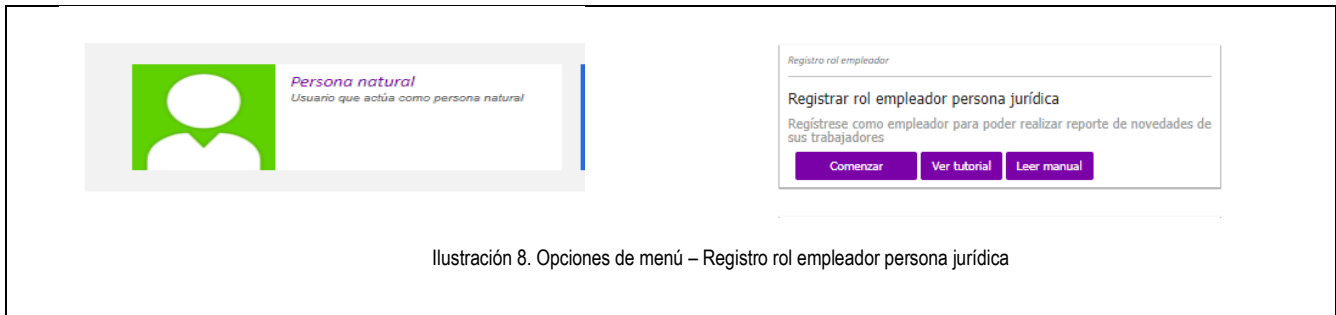 Persona natural
Usuario que actúa como persona natural
Registro rol empleador
Registrar rol empleador persona jurídica
Regístrese como empleador para poder realizar reporte de novedades de
sus trabajadores
Comenzar Ver tutorial Leer manual
Ilustración 8. Opciones de menú – Registro rol empleador persona jurídica